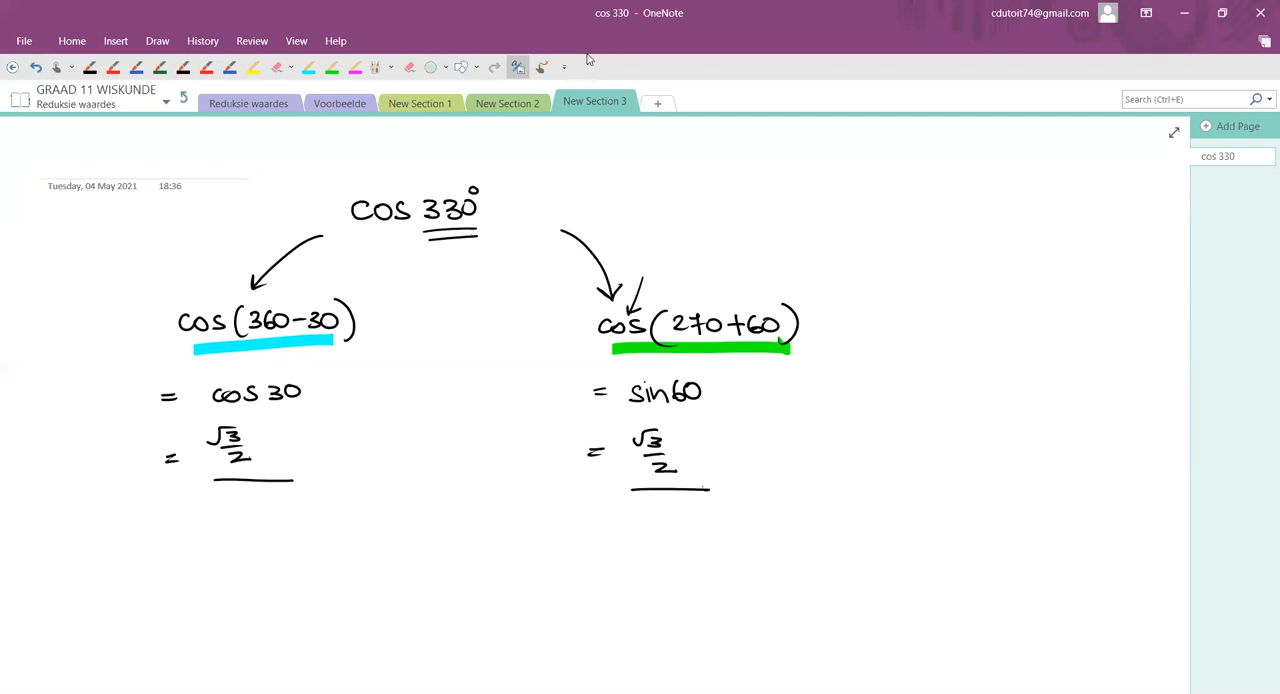 cos 330 - OneNote
cdutoit74@gmail.com
File Home Insert Draw History Review View Help
GRAAD 11 WISKUNDE
Reduksie waardes
Reduksie waardes Voorbeelde New Section 1 New Section 2 New Section 3 +
Search (Ctrl+E)
Add Page
cos 330
Tuesday, 04 May 2021 18:36
cos 330°
cos(360-30) cos(270+60)
= cos 30 = sin60
= √3/2 = √3/2